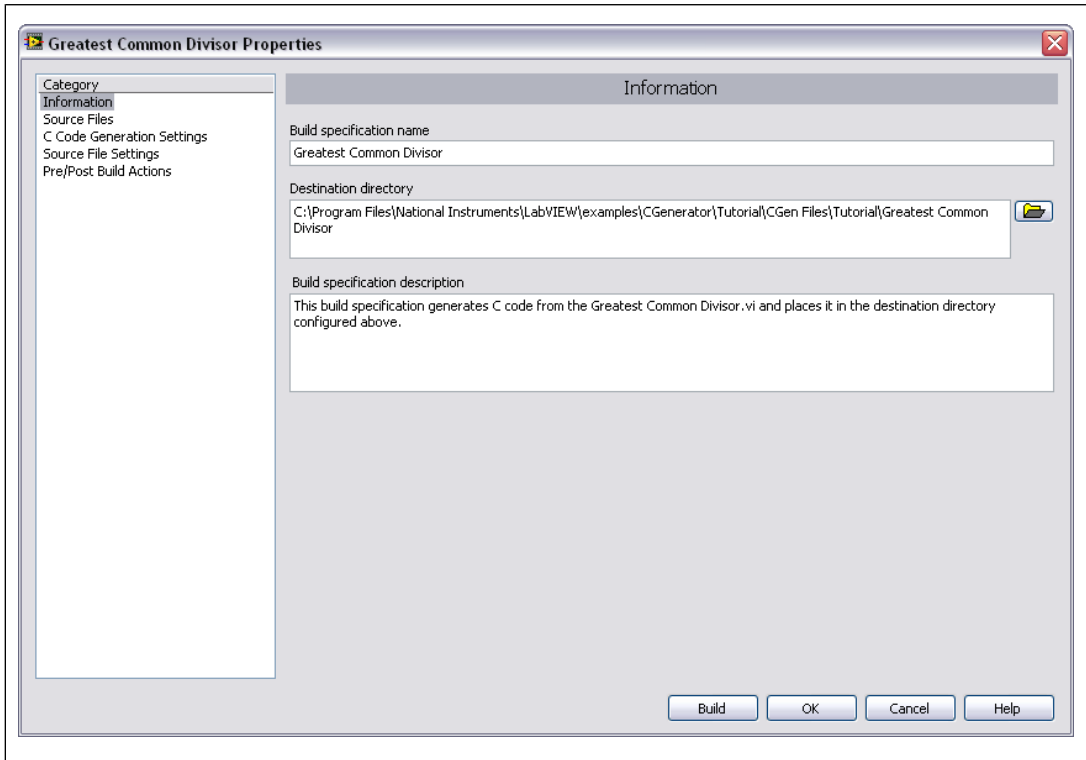 Greatest Common Divisor Properties
Category
Information
Source Files
C Code Generation Settings
Source File Settings
Pre/Post Build Actions
Information
Build specification name
Greatest Common Divisor
Destination directory
C:\Program Files\National Instruments\LabVIEW\examples\CGenerator\Tutorial\CGen Files\Tutorial\Greatest Common
Divisor
Build specification description
This build specification generates C code from the Greatest Common Divisor.vi and places it in the destination directory
configured above.
Build
OK
Cancel
Help